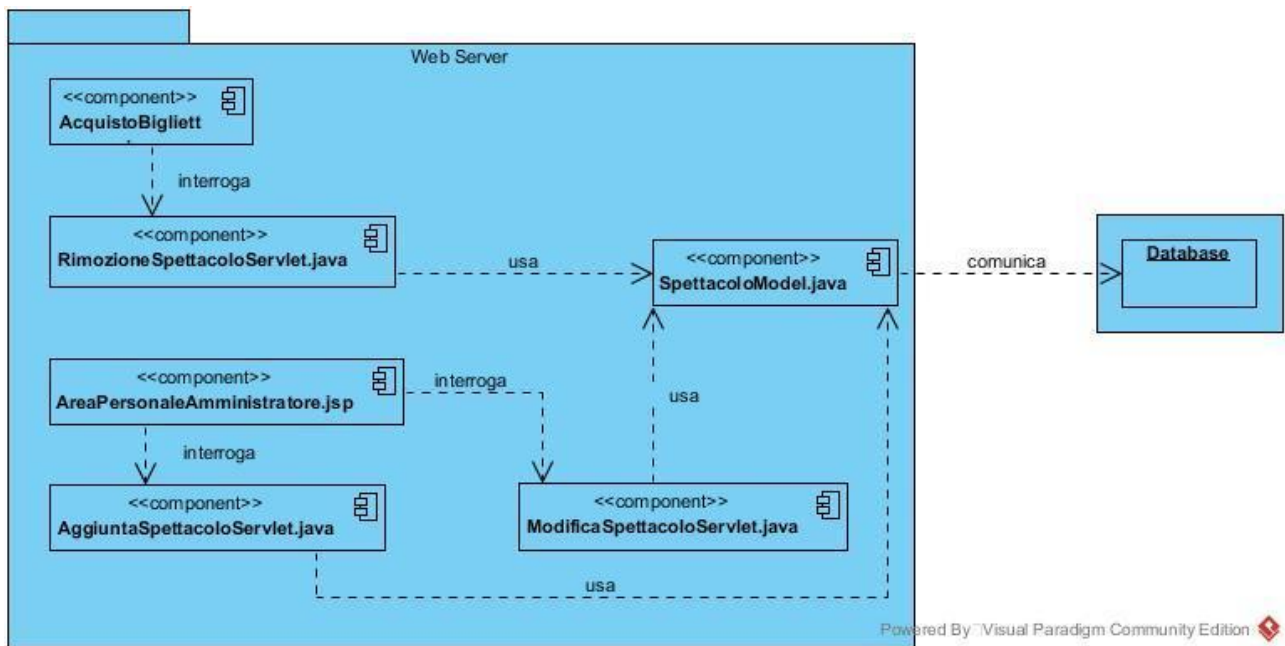 Web Server
<<component>>
AcquistoBigliett
interroga
<<component>>
RimozioneSpettacoloServlet.java
usa
<<component>>
SpettacoloModel.java
comunica
Database
<<component>>
AreaPersonaleAmministratore.jsp
interroga
usa
interroga
<<component>>
AggiuntaSpettacoloServlet.java
<<component>>
ModificaSpettacoloServlet.java
usa
Powered By Visual Paradigm Community Edition